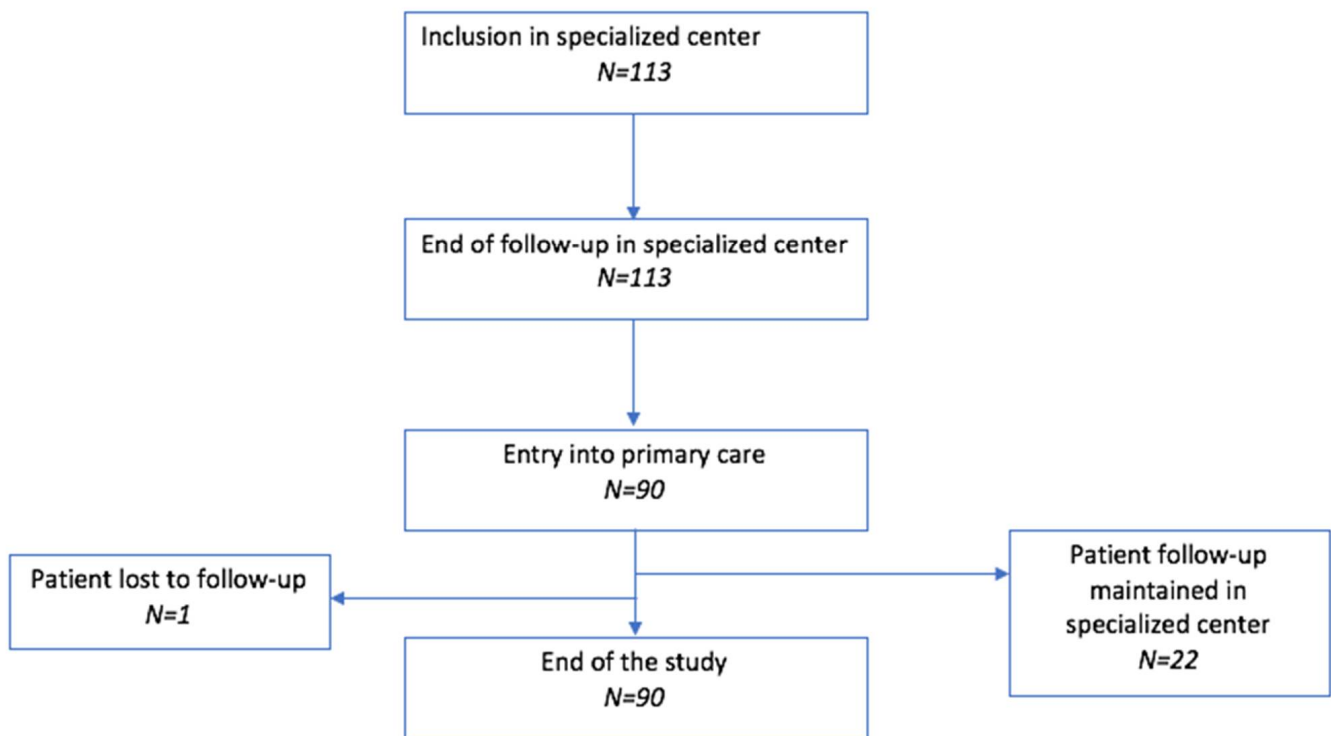 Inclusion in specialized center
N=113
End of follow-up in specialized center
N=113
Entry into primary care
N=90
Patient lost to follow-up
N=1
Patient follow-up
maintained in
specialized center
N=22
End of the study
N=90